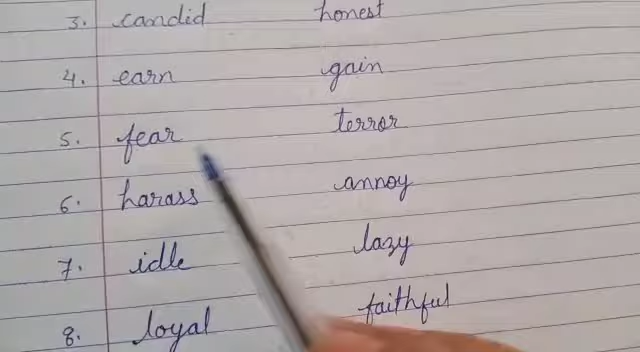 3. candid honest
4. earn gain
5. fear terror
6. harass annoy
7. idle lazy
8. loyal faithful